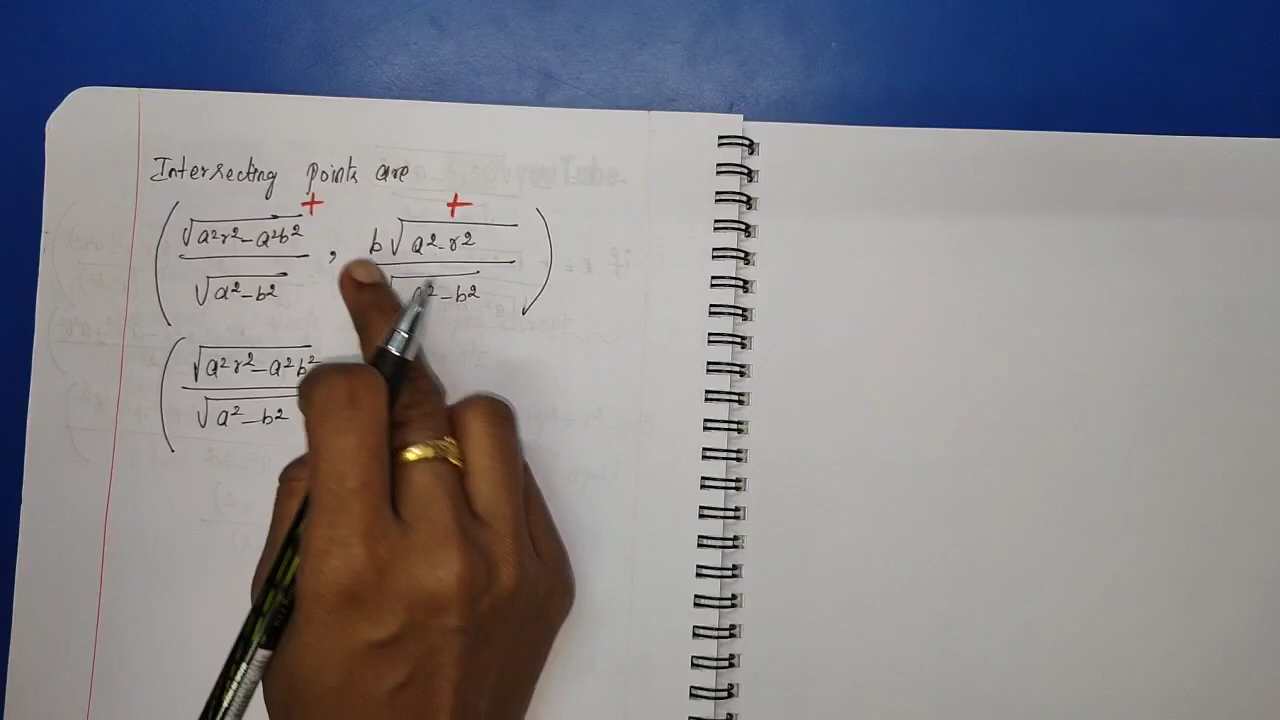 Intersecting points are
+ +
( √(a²r²-a²b²) / √(a²-b²) , b√(a²-r²) / √(a²-b²) )
( √(a²r²-a²b²) / √(a²-b²)